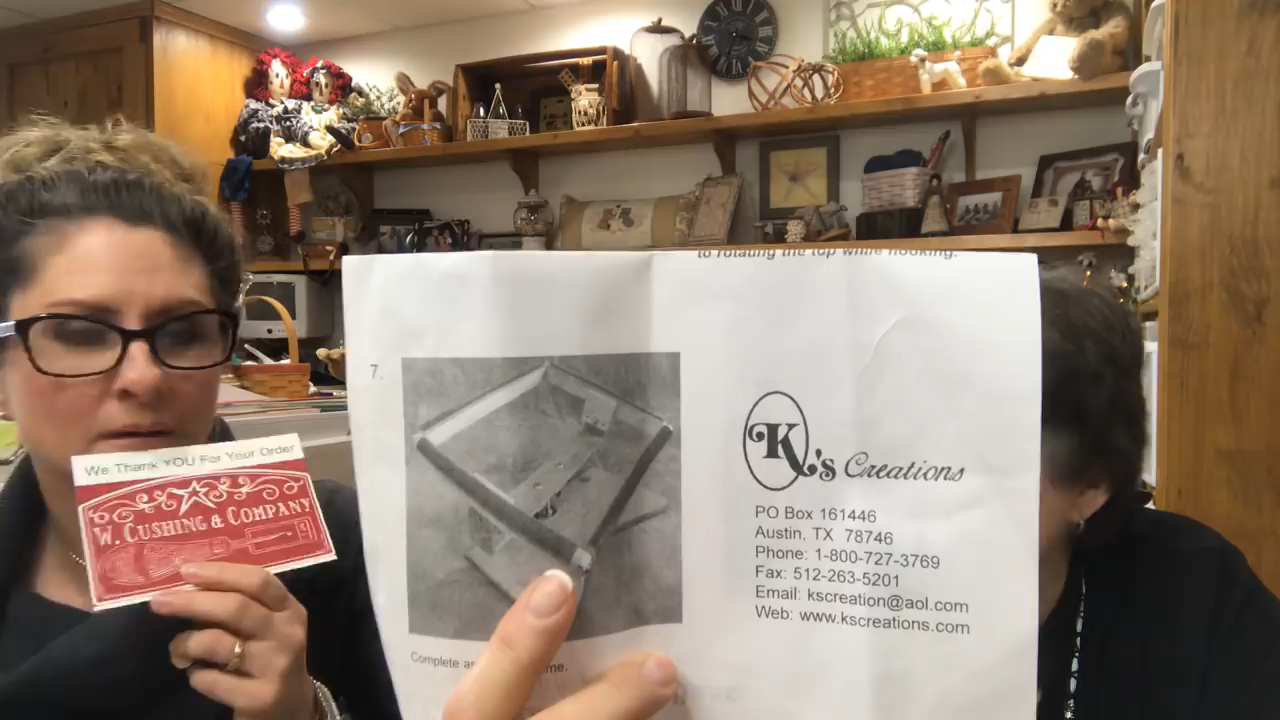 to rotating the top while hooking.
7.
K's Creations
PO Box 161446
Austin, TX 78746
Phone: 1-800-727-3769
Fax: 512-263-5201
Email: kscreation@aol.com
Web: www.kscreations.com
Complete
We Thank YOU For Your Order
W. CUSHING & COMPANY